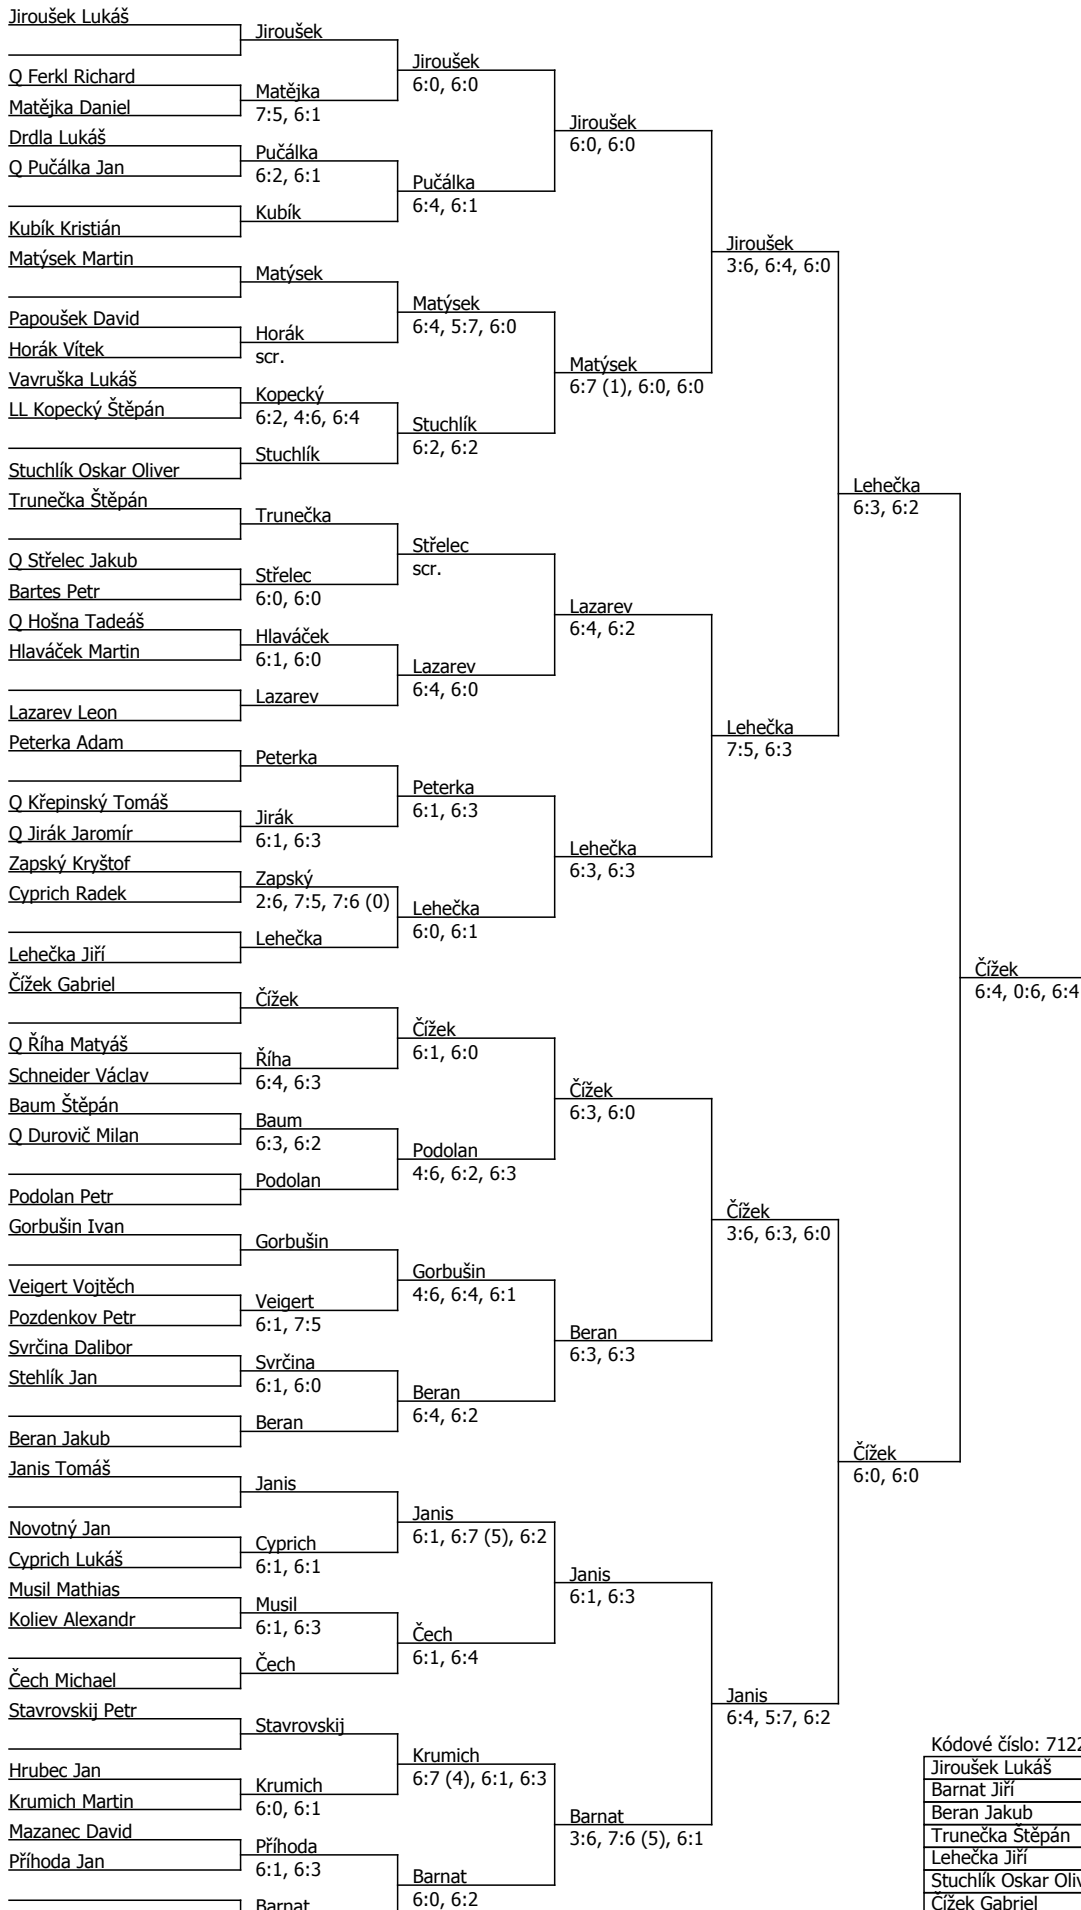 Jiroušek Lukáš
Q Ferkl Richard
Matějka Daniel
Drdla Lukáš
Q Pučálka Jan
Kubík Kristián
Matýsek Martin
Papoušek David
Horák Vítek
Vavruška Lukáš
LL Kopecký Štěpán
Stuchlík Oskar Oliver
Trunečka Štěpán
Q Střelec Jakub
Bartes Petr
Q Hošna Tadeáš
Hlaváček Martin
Lazarev Leon
Peterka Adam
Q Křepinský Tomáš
Q Jirák Jaromír
Zapský Kryštof
Cyprich Radek
Lehečka Jiří
Čížek Gabriel
Q Říha Matyáš
Schneider Václav
Baum Štěpán
Q Durovič Milan
Podolan Petr
Gorbušin Ivan
Veigert Vojtěch
Pozdenkov Petr
Svrčina Dalibor
Stehlík Jan
Beran Jakub
Janis Tomáš
Novotný Jan
Cyprich Lukáš
Musil Mathias
Koliev Alexandr
Čech Michael
Stavrovskij Petr
Hrubec Jan
Krumich Martin
Mazanec David
Příhoda Jan
Jiroušek
Matějka
7:5, 6:1
Pučálka
6:2, 6:1
Kubík
Matýsek
Horák
scr.
Kopecký
6:2, 4:6, 6:4
Stuchlík
Trunečka
Střelec
6:0, 6:0
Hlaváček
6:1, 6:0
Lazarev
Peterka
Jirák
6:1, 6:3
Zapský
2:6, 7:5, 7:6 (0)
Lehečka
Čížek
Říha
6:4, 6:3
Baum
6:3, 6:2
Podolan
Gorbušin
Veigert
6:1, 7:5
Svrčina
6:1, 6:0
Beran
Janis
Cyprich
6:1, 6:1
Musil
6:1, 6:3
Čech
Stavrovskij
Krumich
6:0, 6:1
Příhoda
6:1, 6:3
Barnat
Jiroušek
6:0, 6:0
Pučálka
6:4, 6:1
Matýsek
6:4, 5:7, 6:0
Stuchlík
6:2, 6:2
Střelec
scr.
Lazarev
6:4, 6:0
Peterka
6:1, 6:3
Lehečka
6:0, 6:1
Čížek
6:1, 6:0
Podolan
4:6, 6:2, 6:3
Gorbušin
4:6, 6:4, 6:1
Beran
6:4, 6:2
Janis
6:1, 6:7 (5), 6:2
Čech
6:1, 6:4
Krumich
6:7 (4), 6:1, 6:3
Barnat
6:0, 6:2
Jiroušek
6:0, 6:0
Matýsek
6:7 (1), 6:0, 6:0
Lazarev
6:4, 6:2
Lehečka
6:3, 6:3
Čížek
6:3, 6:0
Beran
6:3, 6:3
Janis
6:1, 6:3
Barnat
3:6, 7:6 (5), 6:1
Jiroušek
3:6, 6:4, 6:0
Lehečka
7:5, 6:3
Čížek
3:6, 6:3, 6:0
Janis
6:4, 5:7, 6:2
Lehečka
6:3, 6:2
Čížek
6:0, 6:0
Čížek
6:4, 0:6, 6:4
Kódové číslo: 7122
Jiroušek Lukáš
Barnat Jiří
Beran Jakub
Trunečka Štěpán
Lehečka Jiří
Stuchlík Oskar Oliv
Čížek Gabriel